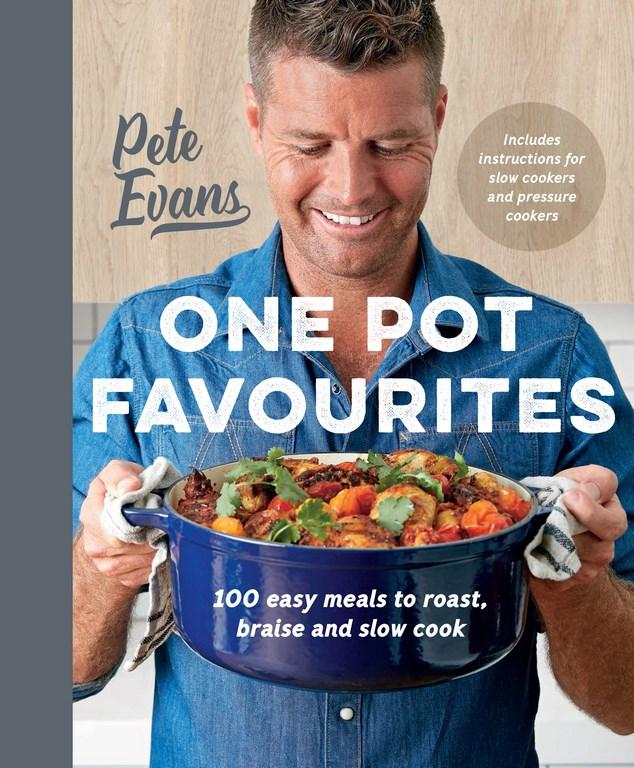 Pete
Evans
Includes
instructions for
slow cookers
and pressure
cookers
ONE POT
FAVOURITES
100 easy meals to roast,
braise and slow cook